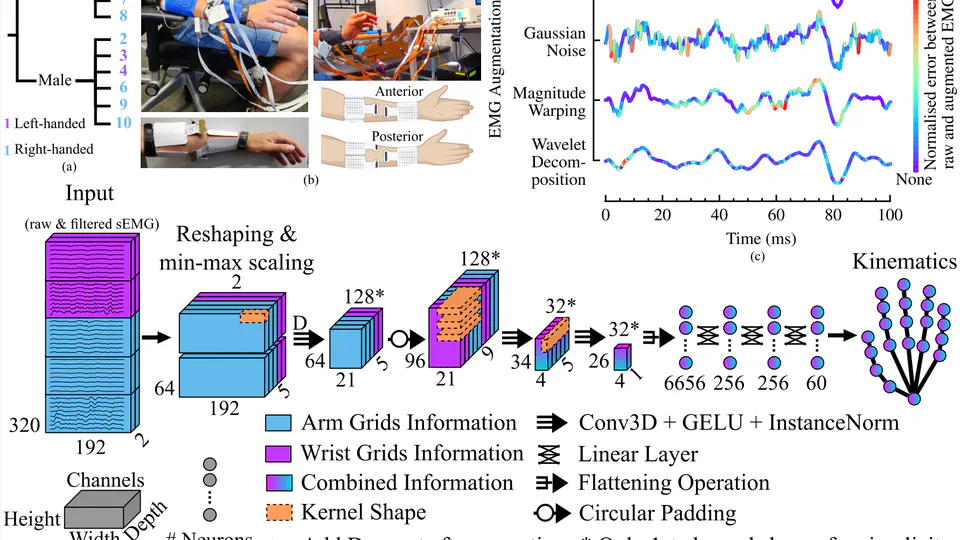 7
8
2
3
4
6
9
10
Male
1 Left-handed
1 Right-handed
(a)
Anterior
Posterior
(b)
EMG Augmentation
Gaussian
Noise
Magnitude
Warping
Wavelet
Decom-
position
0 20 40 60 80 100
Time (ms)
(c)
Normalised error between
raw and augmented EMG
None
Input
(raw & filtered sEMG)
320
192
2
Reshaping &
min-max scaling
2
64
192
5
D
128*
64
21
5
128*
96
21
9
32*
34
4
5
32*
26
4
1
6656 256 256 60
Kinematics
Arm Grids Information
Wrist Grids Information
Combined Information
Kernel Shape
Conv3D + GELU + InstanceNorm
Linear Layer
Flattening Operation
Circular Padding
Channels
Height
Width
Depth
# Neurons